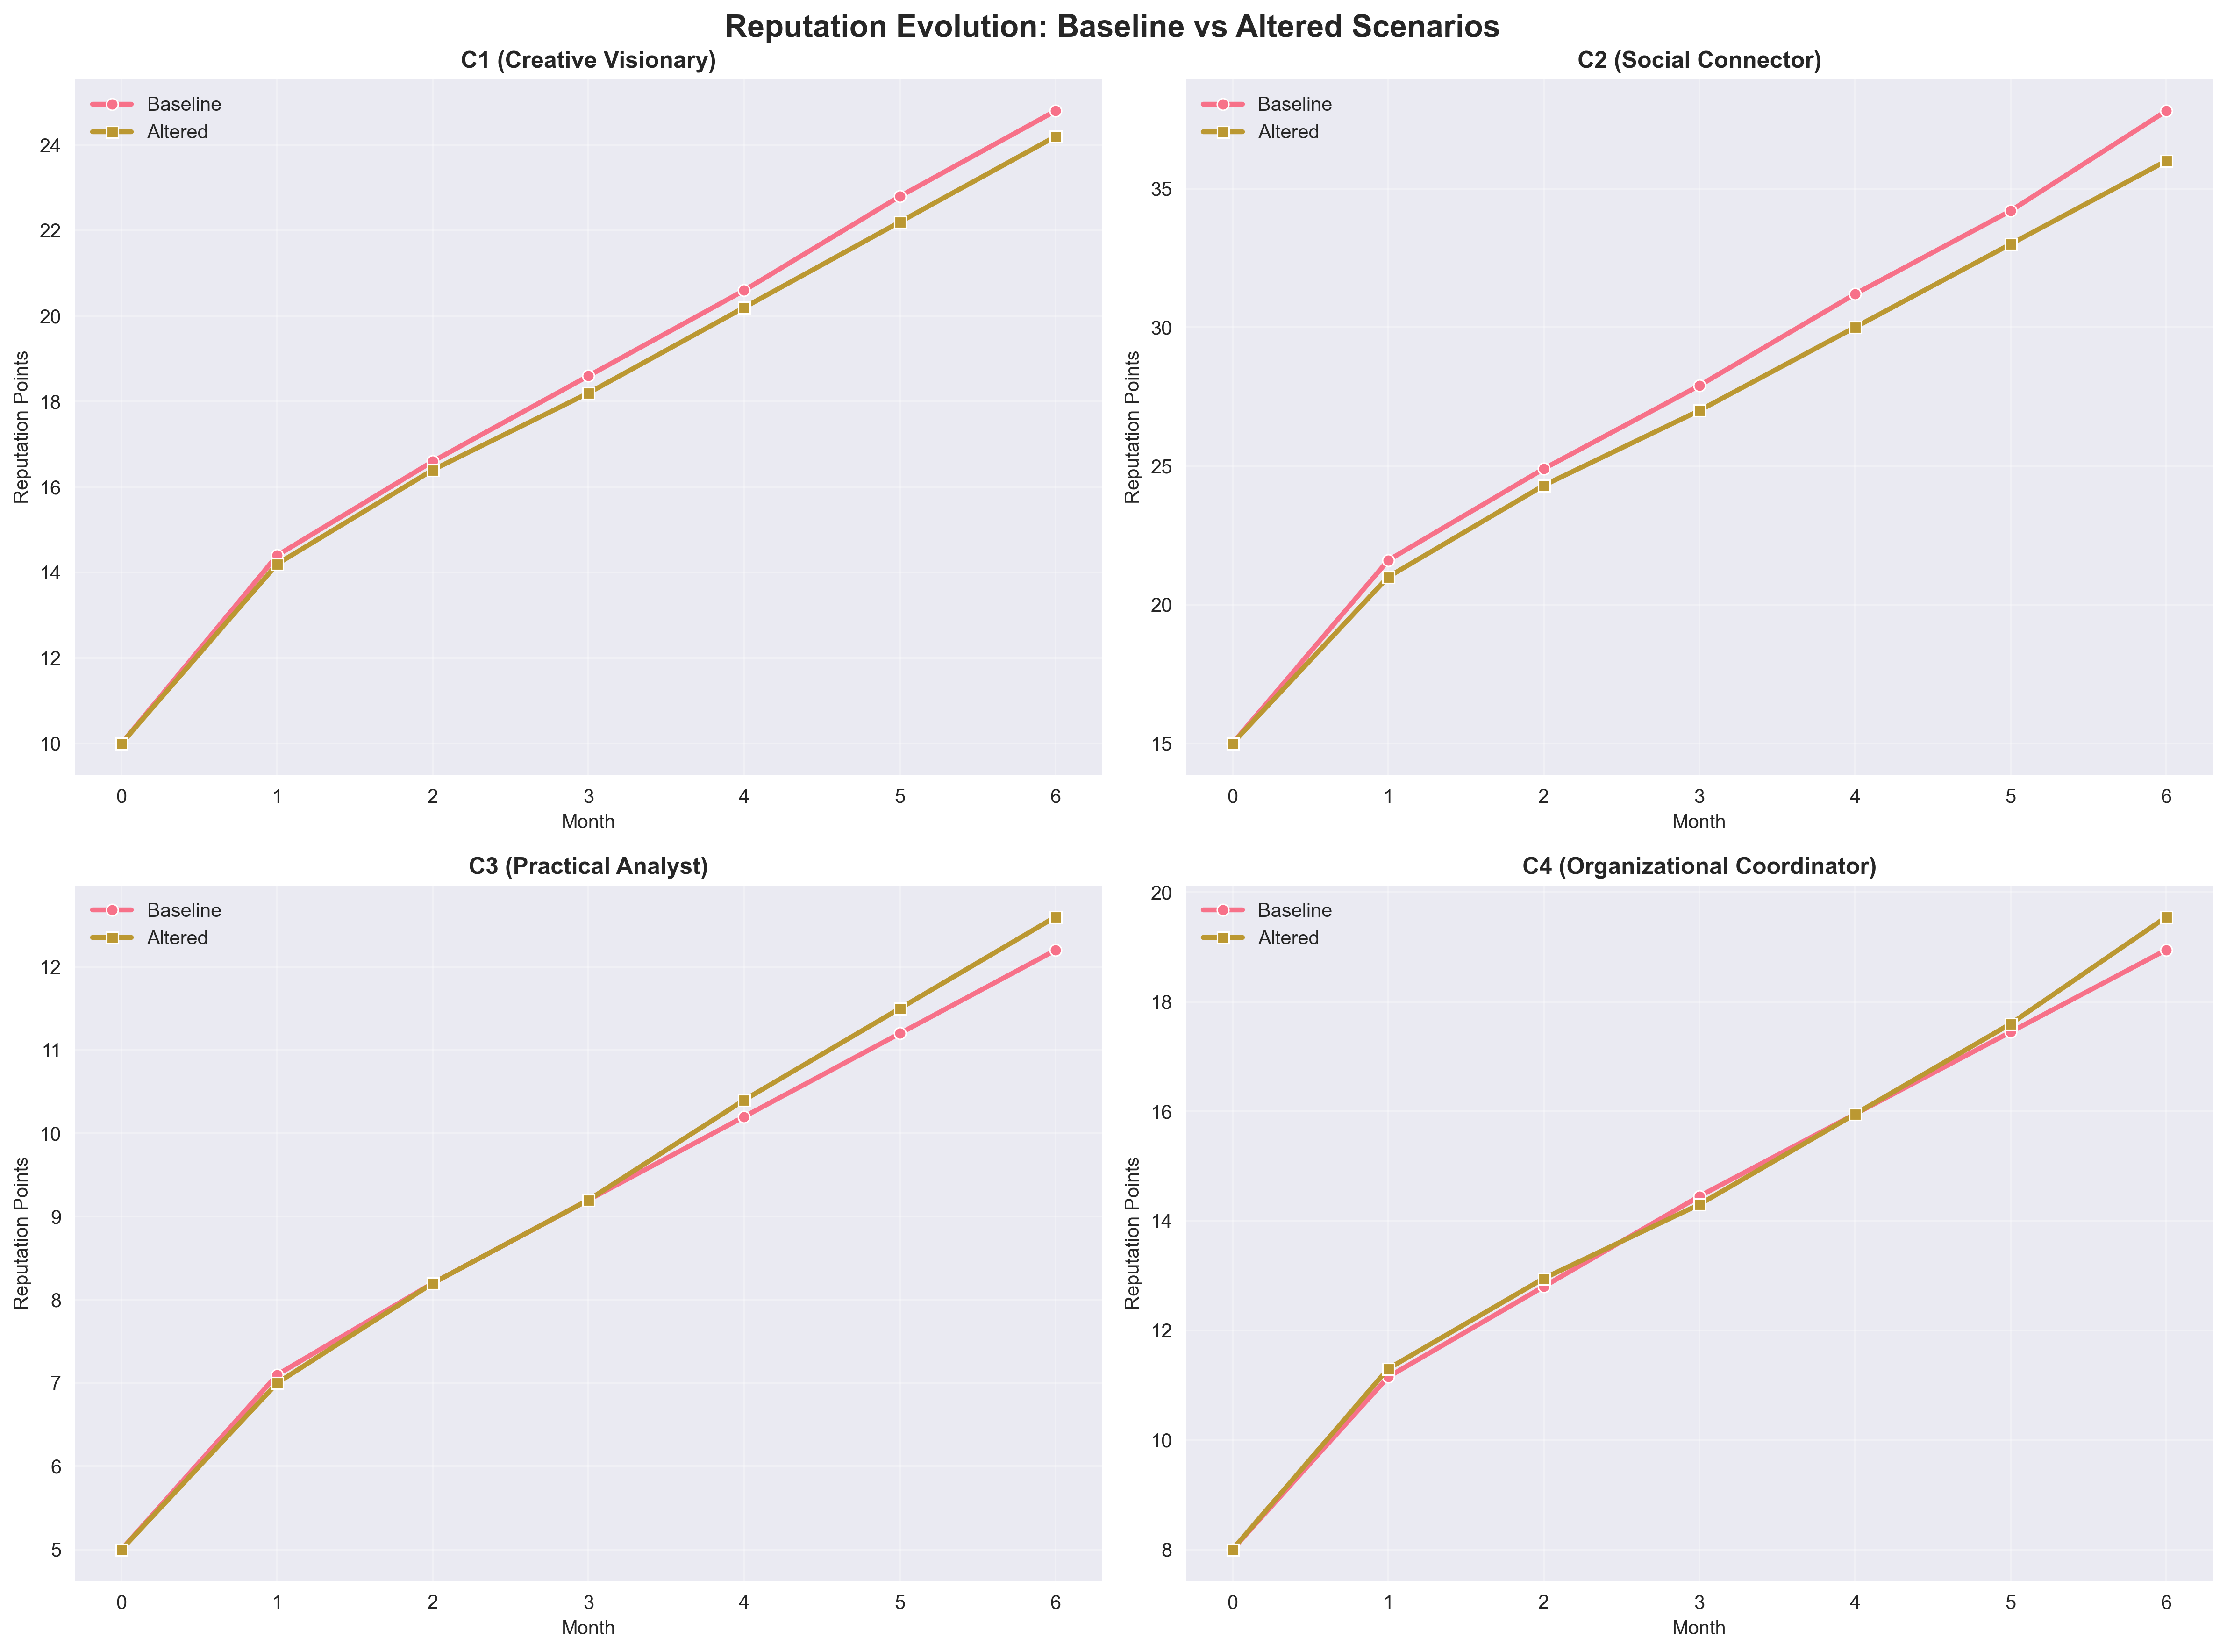 Reputation Evolution: Baseline vs Altered Scenarios
C1 (Creative Visionary)
Baseline
Altered
24
22
20
18
16
14
12
10
Reputation Points
0 1 2 3 4 5 6
Month
C2 (Social Connector)
Baseline
Altered
35
30
25
20
15
Reputation Points
0 1 2 3 4 5 6
Month
C3 (Practical Analyst)
Baseline
Altered
12
11
10
9
8
7
6
5
Reputation Points
0 1 2 3 4 5 6
Month
C4 (Organizational Coordinator)
Baseline
Altered
20
18
16
14
12
10
8
Reputation Points
0 1 2 3 4 5 6
Month